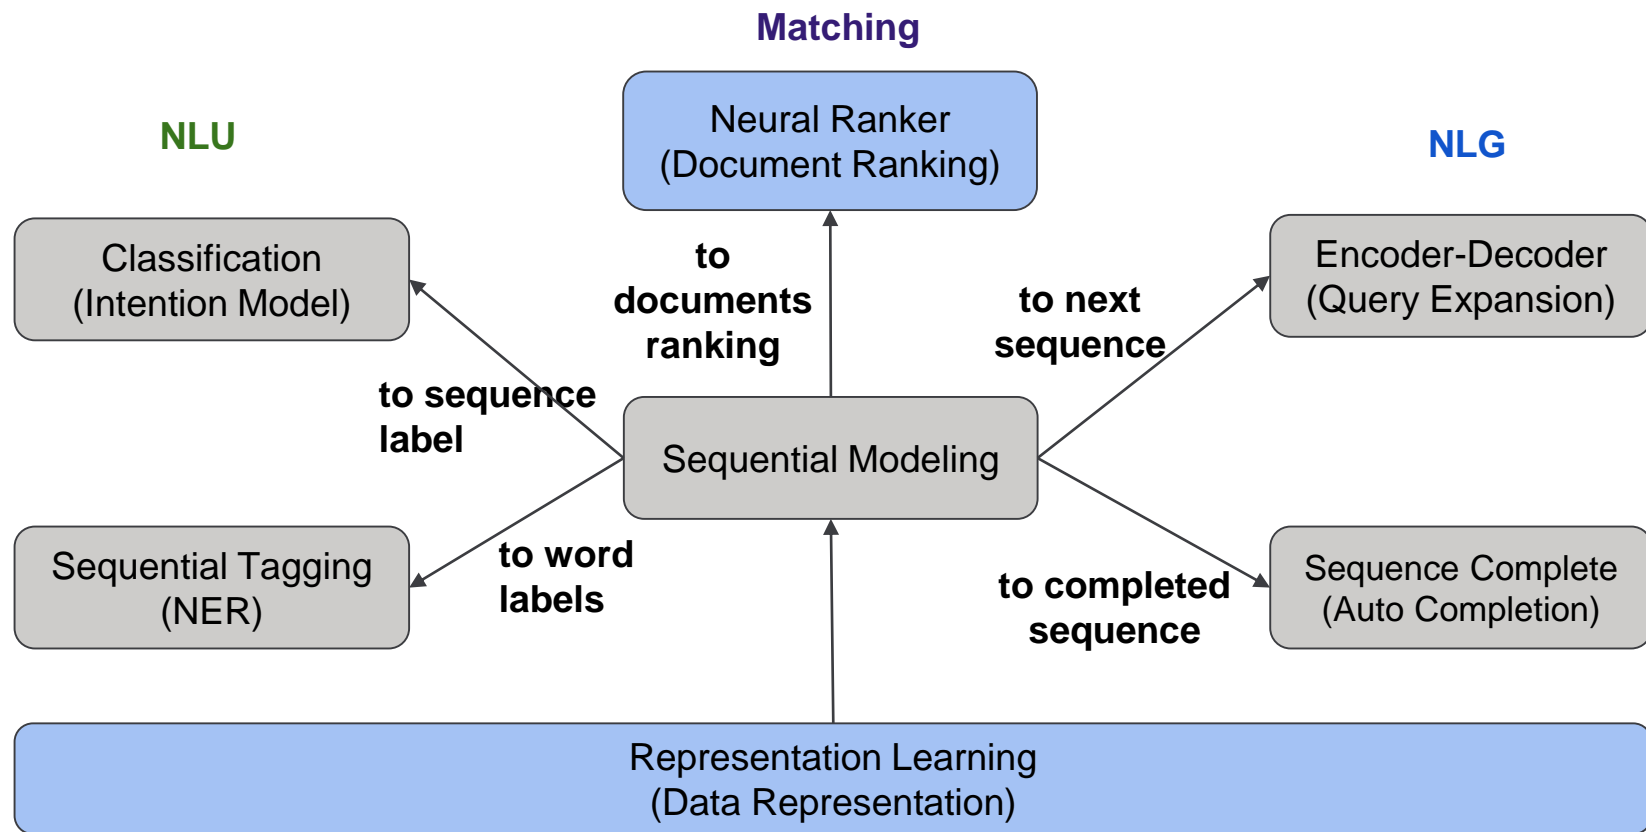 Matching
Neural Ranker
(Document Ranking)
NLU
NLG
Classification
(Intention Model)
Encoder-Decoder
(Query Expansion)
to
documents
ranking
to next
sequence
to sequence
label
Sequential Modeling
Sequential Tagging
(NER)
to word
labels
to completed
sequence
Sequence Complete
(Auto Completion)
Representation Learning
(Data Representation)